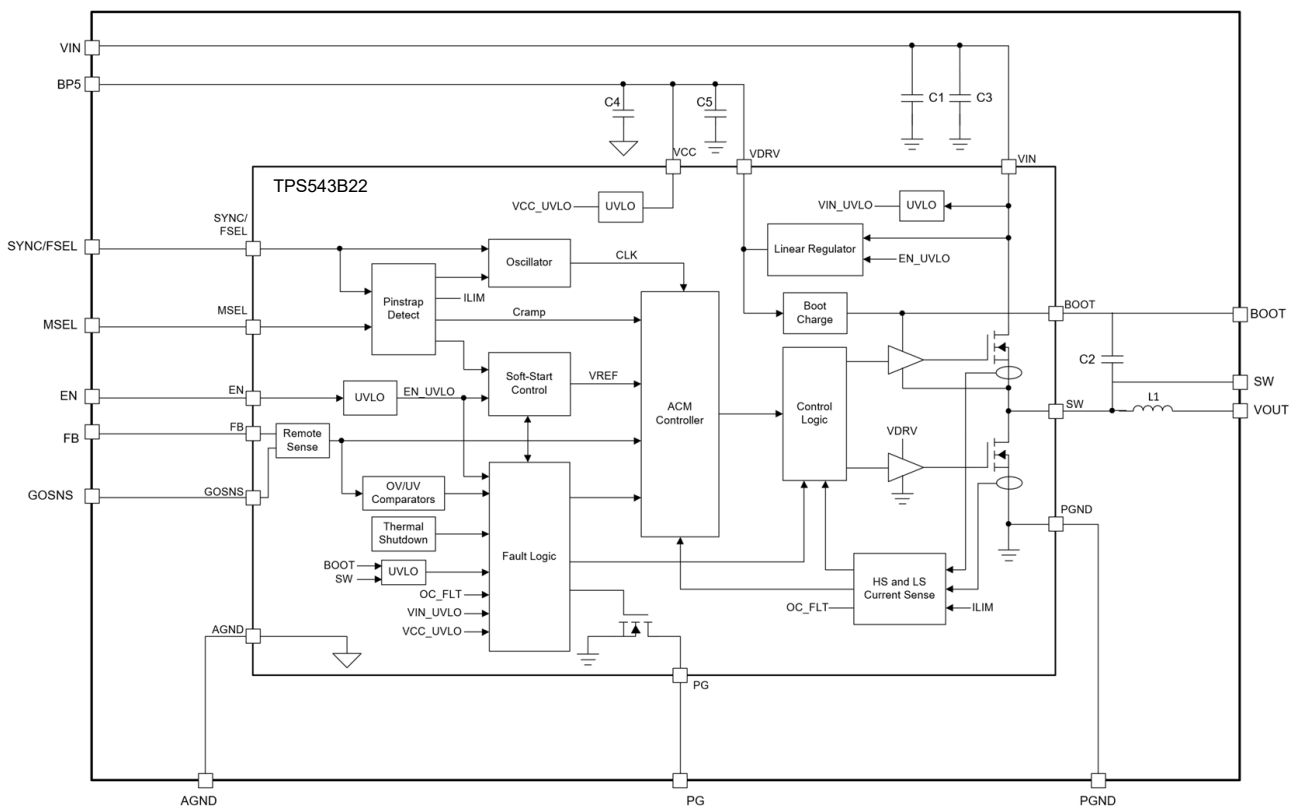 VIN
BP5
C4
C5
C1
C3
VCC
VDRV
VIN
TPS543B22
VCC_UVLO
UVLO
VIN_UVLO
UVLO
SYNC/
FSEL
SYNC/FSEL
Oscillator
CLK
Linear Regulator
EN_UVLO
Pinstrap
Detect
ILIM
Cramp
MSEL
MSEL
Boot
Charge
BOOT
BOOT
C2
Soft-Start
Control
VREF
ACM
Controller
Control
Logic
EN
EN
UVLO
EN_UVLO
SW
SW
L1
VOUT
FB
FB
Remote
Sense
VDRV
GOSNS
GOSNS
OV/UV
Comparators
Thermal
Shutdown
Fault Logic
PGND
BOOT
SW
UVLO
OC_FLT
VIN_UVLO
VCC_UVLO
HS and LS
Current Sense
OC_FLT
ILIM
AGND
PG
AGND
PG
PGND